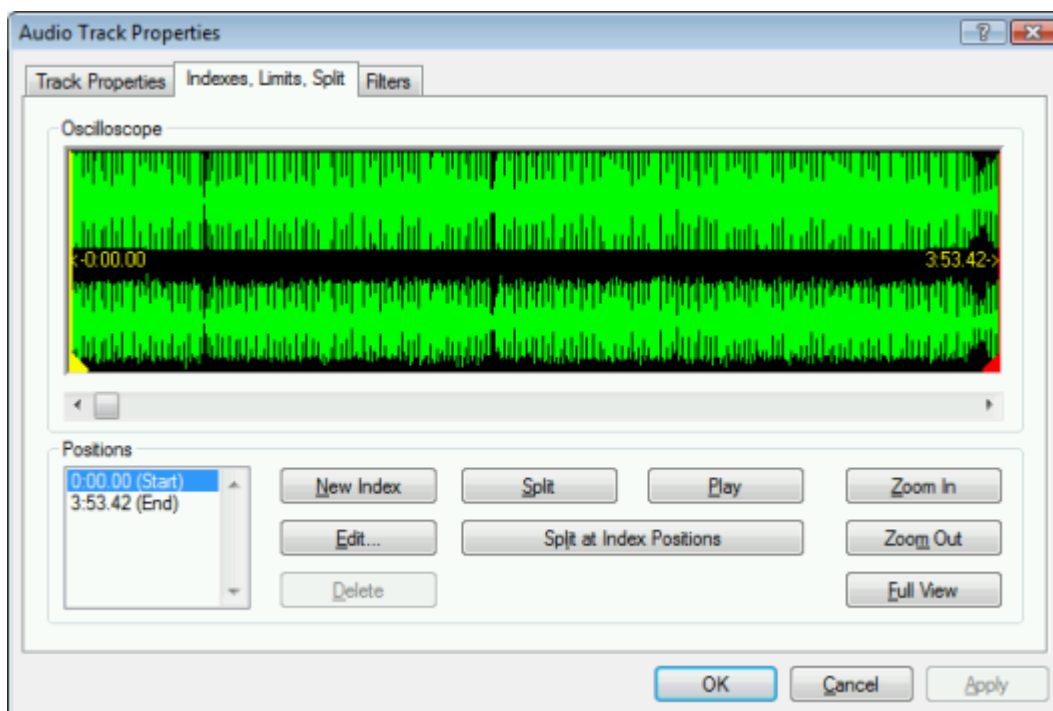 Audio Track Properties
Track Properties Indexes, Limits, Split Filters
Oscilloscope
<-0:00.00 3:53.42->
Positions
0:00.00 (Start)
3:53.42 (End)
New Index Split Play Zoom In
Edit... Split at Index Positions Zoom Out
Delete Full View
OK Cancel Apply